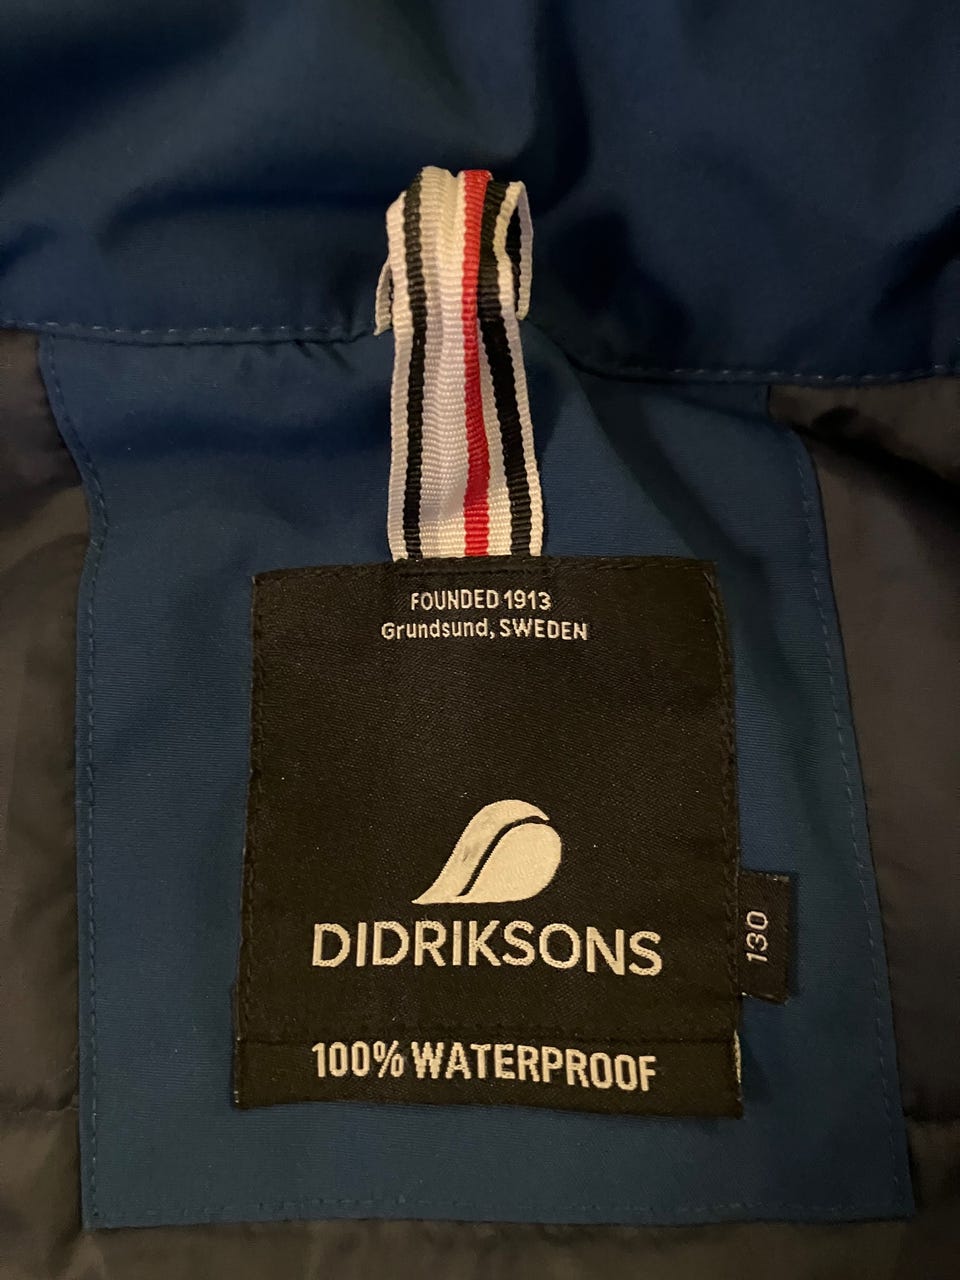 FOUNDED 1913
Grundsund, SWEDEN
DIDRIKSONS
130
100% WATERPROOF